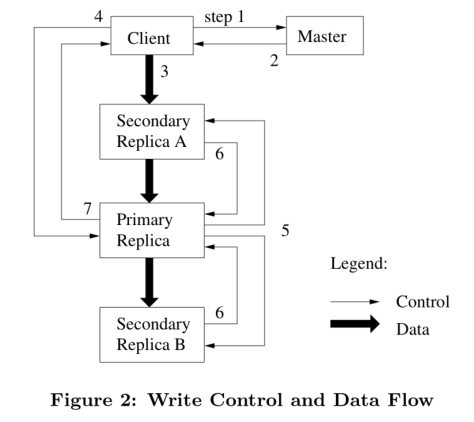 4
step 1
Client
Master
2
3
Secondary
Replica A
6
7
Primary
Replica
5
Legend:
Control
Data
6
Secondary
Replica B
Figure 2: Write Control and Data Flow